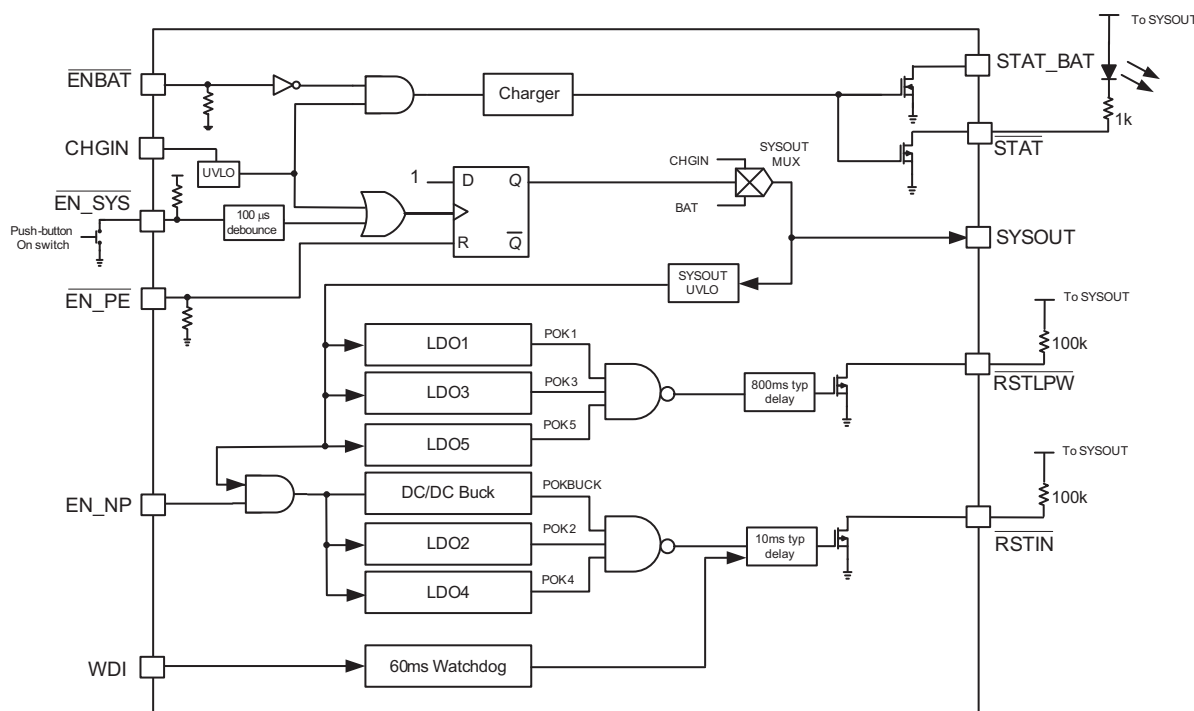 To SYSOUT
ENBAT
Charger
STAT_BAT
1k
CHGIN
UVLO
STAT
CHGIN
SYSOUT
MUX
EN_SYS
1
D
Q
BAT
100 µs
debounce
Push-button
On switch
R
Q
SYSOUT
SYSOUT
UVLO
EN_PE
To SYSOUT
LDO1
POK1
100k
LDO3
POK3
800ms typ
delay
RSTLPW
LDO5
POK5
To SYSOUT
EN_NP
DC/DC Buck
POKBUCK
100k
LDO2
POK2
10ms typ
delay
RSTIN
LDO4
POK4
WDI
60ms Watchdog